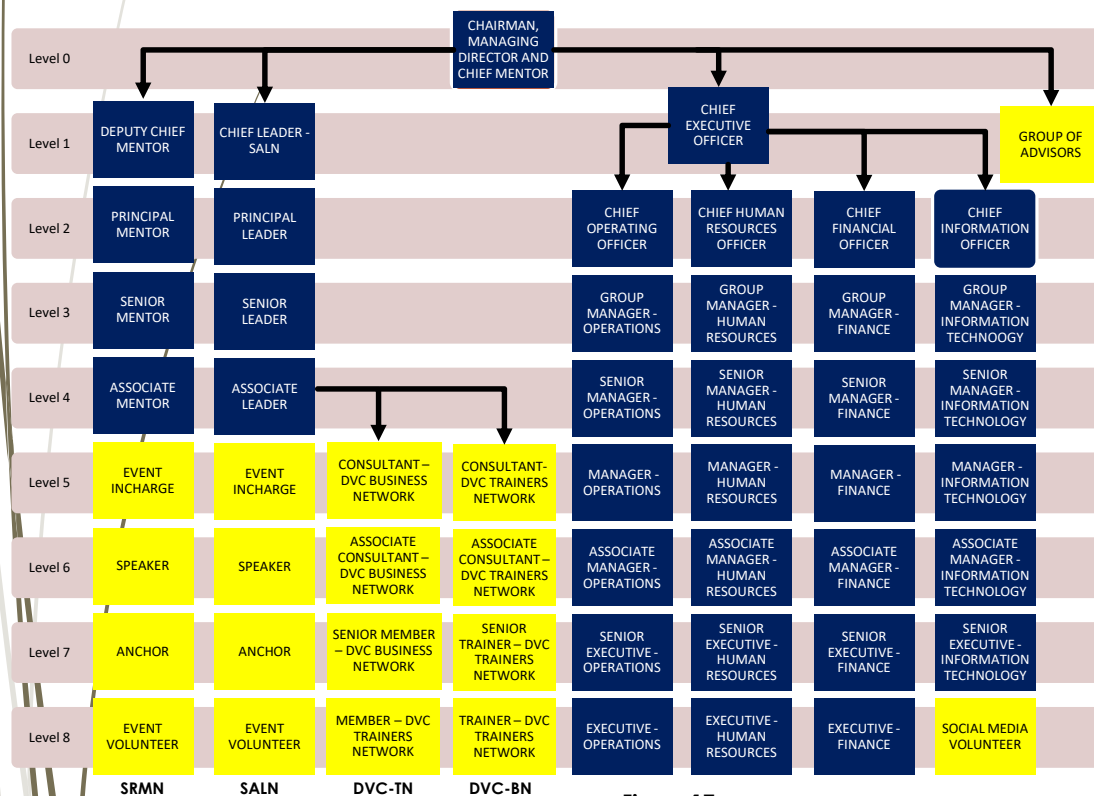 CHAIRMAN,
MANAGING
DIRECTOR AND
CHIEF MENTOR
Level 0
Level 1
DEPUTY CHIEF
MENTOR
CHIEF LEADER -
SALN
CHIEF
EXECUTIVE
OFFICER
GROUP OF
ADVISORS
Level 2
PRINCIPAL
MENTOR
PRINCIPAL
LEADER
CHIEF
OPERATING
OFFICER
CHIEF HUMAN
RESOURCES
OFFICER
CHIEF
FINANCIAL
OFFICER
CHIEF
INFORMATION
OFFICER
Level 3
SENIOR
MENTOR
SENIOR
LEADER
GROUP
MANAGER -
OPERATIONS
GROUP
MANAGER -
HUMAN
RESOURCES
GROUP
MANAGER -
FINANCE
GROUP
MANAGER -
INFORMATION
TECHNOOGY
Level 4
ASSOCIATE
MENTOR
ASSOCIATE
LEADER
SENIOR
MANAGER -
OPERATIONS
SENIOR
MANAGER -
HUMAN
RESOURCES
SENIOR
MANAGER -
FINANCE
SENIOR
MANAGER -
INFORMATION
TECHNOLOGY
Level 5
EVENT
INCHARGE
EVENT
INCHARGE
CONSULTANT –
DVC BUSINESS
NETWORK
CONSULTANT-
DVC TRAINERS
NETWORK
MANAGER -
OPERATIONS
MANAGER -
HUMAN
RESOURCES
MANAGER -
FINANCE
MANAGER -
INFORMATION
TECHNOLOGY
Level 6
SPEAKER
SPEAKER
ASSOCIATE
CONSULTANT –
DVC BUSINESS
NETWORK
ASSOCIATE
CONSULTANT –
DVC TRAINERS
NETWORK
ASSOCIATE
MANAGER -
OPERATIONS
ASSOCIATE
MANAGER -
HUMAN
RESOURCES
ASSOCIATE
MANAGER -
FINANCE
ASSOCIATE
MANAGER -
INFORMATION
TECHNOLOGY
Level 7
ANCHOR
ANCHOR
SENIOR MEMBER
– DVC BUSINESS
NETWORK
SENIOR
TRAINER – DVC
TRAINERS
NETWORK
SENIOR
EXECUTIVE -
OPERATIONS
SENIOR
EXECUTIVE -
HUMAN
RESOURCES
SENIOR
EXECUTIVE -
FINANCE
SENIOR
EXECUTIVE -
INFORMATION
TECHNOLOGY
Level 8
EVENT
VOLUNTEER
EVENT
VOLUNTEER
MEMBER – DVC
TRAINERS
NETWORK
TRAINER – DVC
TRAINERS
NETWORK
EXECUTIVE -
OPERATIONS
EXECUTIVE -
HUMAN
RESOURCES
EXECUTIVE -
FINANCE
SOCIAL MEDIA
VOLUNTEER
SRMN
SALN
DVC-TN
DVC-BN